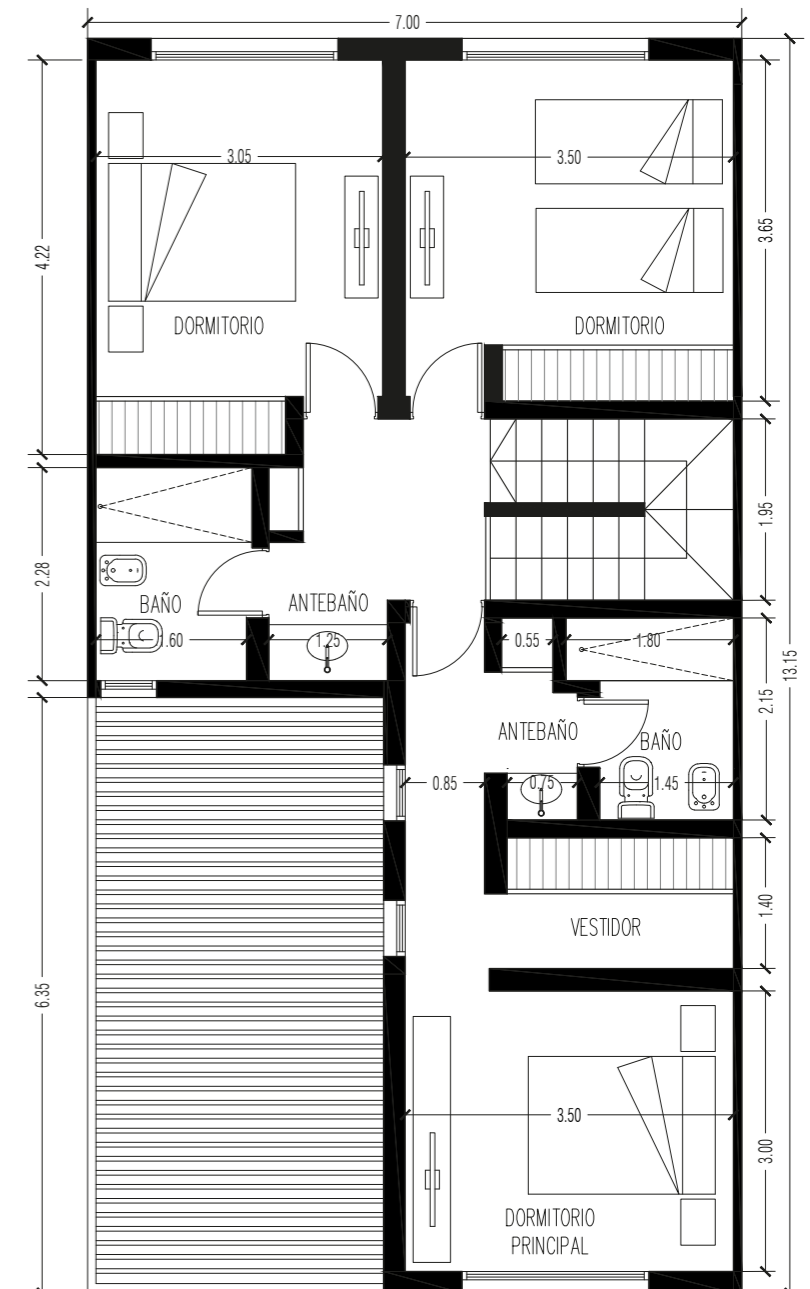 7.00
3.05
3.50
4.22
3.65
DORMITORIO
DORMITORIO
1.95
2.28
BAÑO
ANTEBAÑO
1.60
1.25
0.55
1.80
13.15
2.15
ANTEBAÑO
BAÑO
0.85
0.75
1.45
1.40
VESTIDOR
6.35
3.50
3.00
DORMITORIO
PRINCIPAL